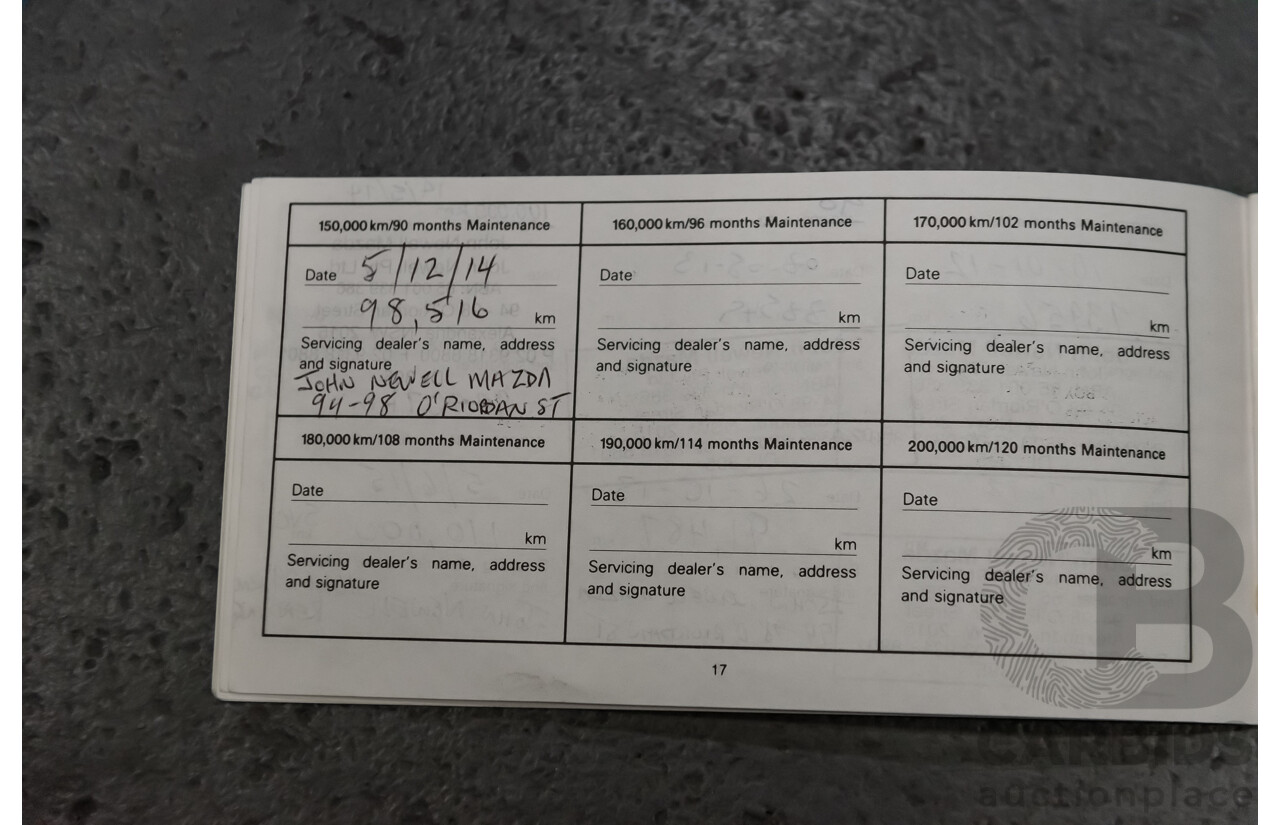 150,000 km/90 months Maintenance
Date 5/12/14
98,516 km
Servicing dealer's name, address
and signature
JOHN NEWELL MAZDA
94-98 O'RIORDAN ST
160,000 km/96 months Maintenance
Date
km
Servicing dealer's name, address
and signature
170,000 km/102 months Maintenance
Date
km
Servicing dealer's name, address
and signature
180,000 km/108 months Maintenance
Date
km
Servicing dealer's name, address
and signature
190,000 km/114 months Maintenance
Date
km
Servicing dealer's name, address
and signature
200,000 km/120 months Maintenance
Date
km
Servicing dealer's name, address
and signature
17
CB
CARBIDS
auctionplace